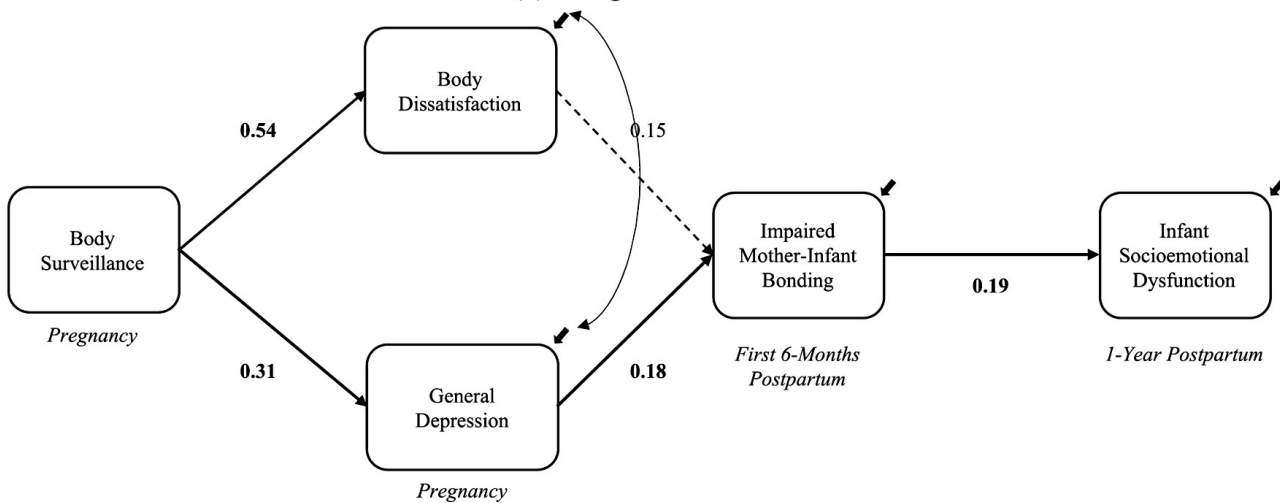 Body
Dissatisfaction
0.54
0.15
Body
Surveillance
Pregnancy
Impaired
Mother-Infant
Bonding
First 6-Months
Postpartum
0.19
Infant
Socioemotional
Dysfunction
1-Year Postpartum
0.31
0.18
General
Depression
Pregnancy